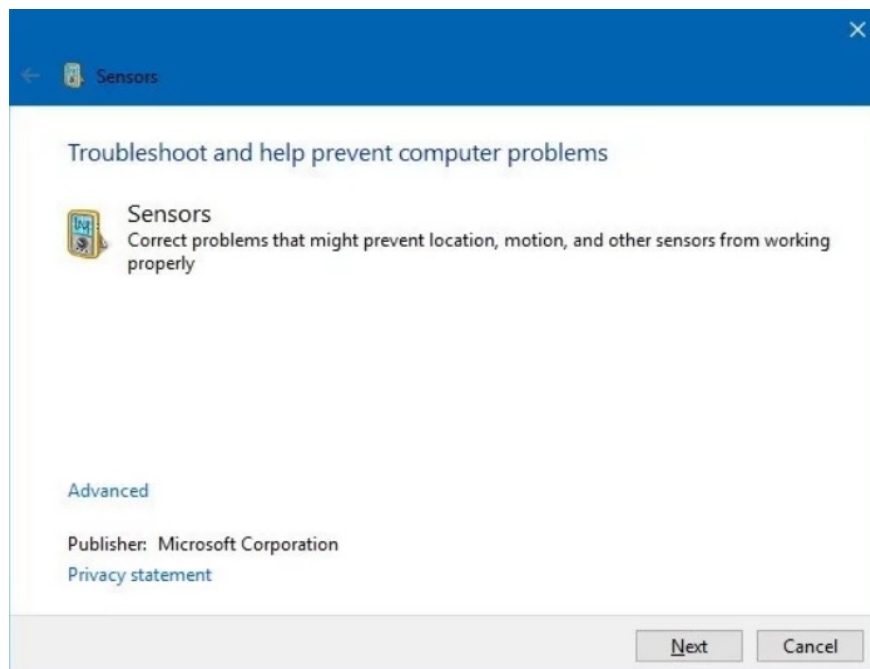 Sensors
Troubleshoot and help prevent computer problems
Sensors
Correct problems that might prevent location, motion, and other sensors from working
properly
Advanced
Publisher: Microsoft Corporation
Privacy statement
Next Cancel